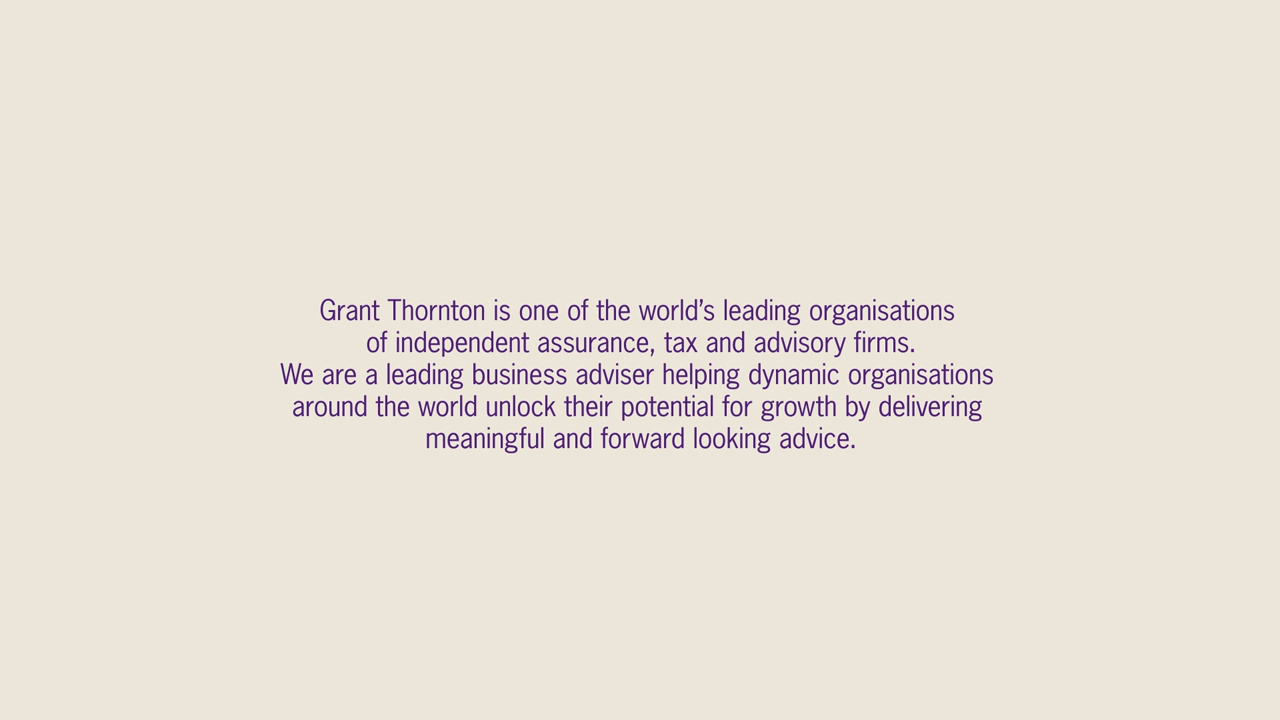 Grant Thornton is one of the world’s leading organisations
of independent assurance, tax and advisory firms.
We are a leading business adviser helping dynamic organisations
around the world unlock their potential for growth by delivering
meaningful and forward looking advice.